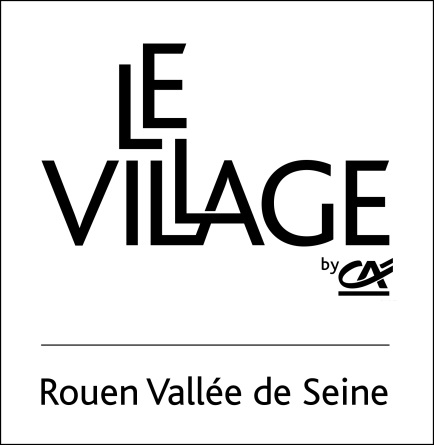 LE
VILLAGE
by CA
Rouen Vallée de Seine